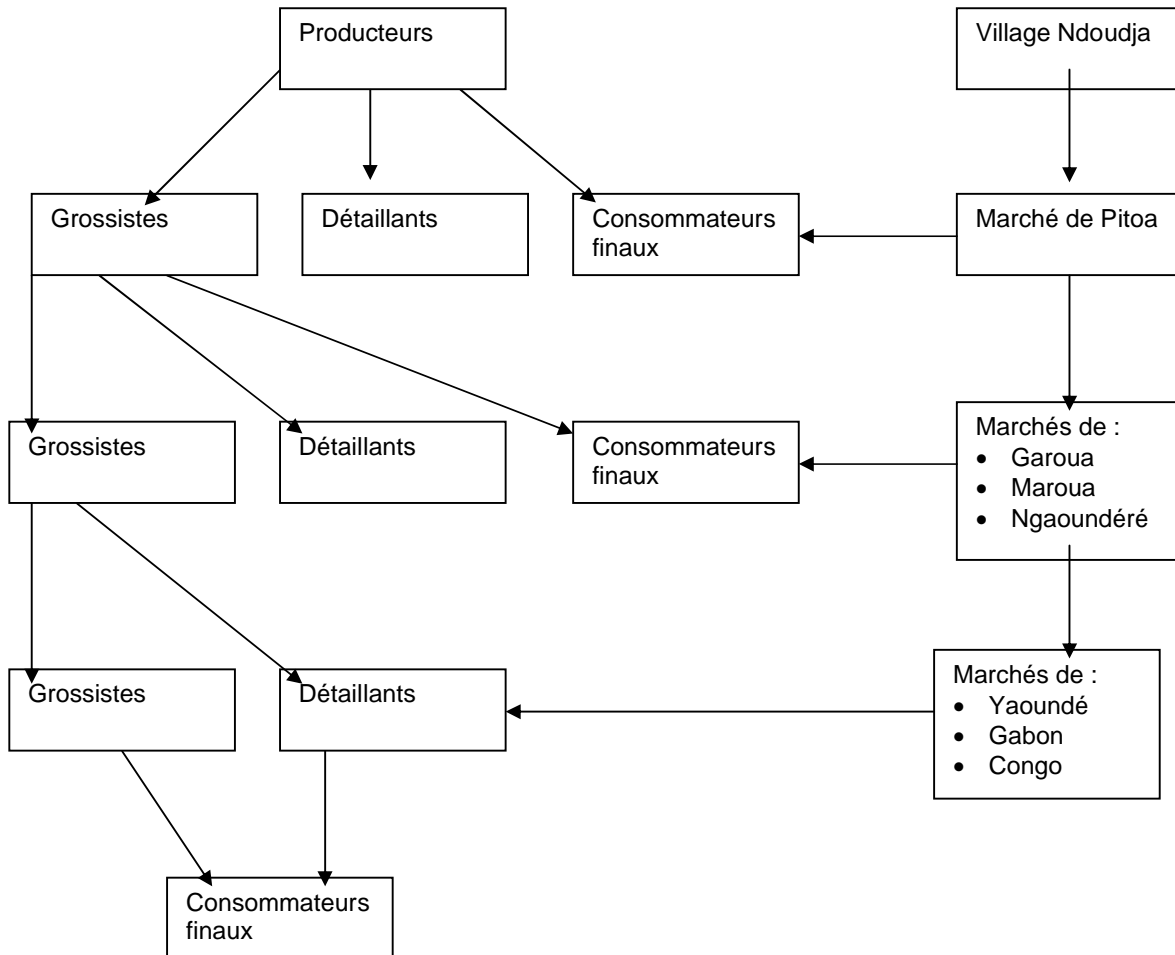 Producteurs
Village Ndoudja
Grossistes
Détaillants
Consommateurs
finaux
Marché de Pitoa
Grossistes
Détaillants
Consommateurs
finaux
Marchés de :
• Garoua
• Maroua
• Ngaoundéré
Grossistes
Détaillants
Marchés de :
• Yaoundé
• Gabon
• Congo
Consommateurs
finaux